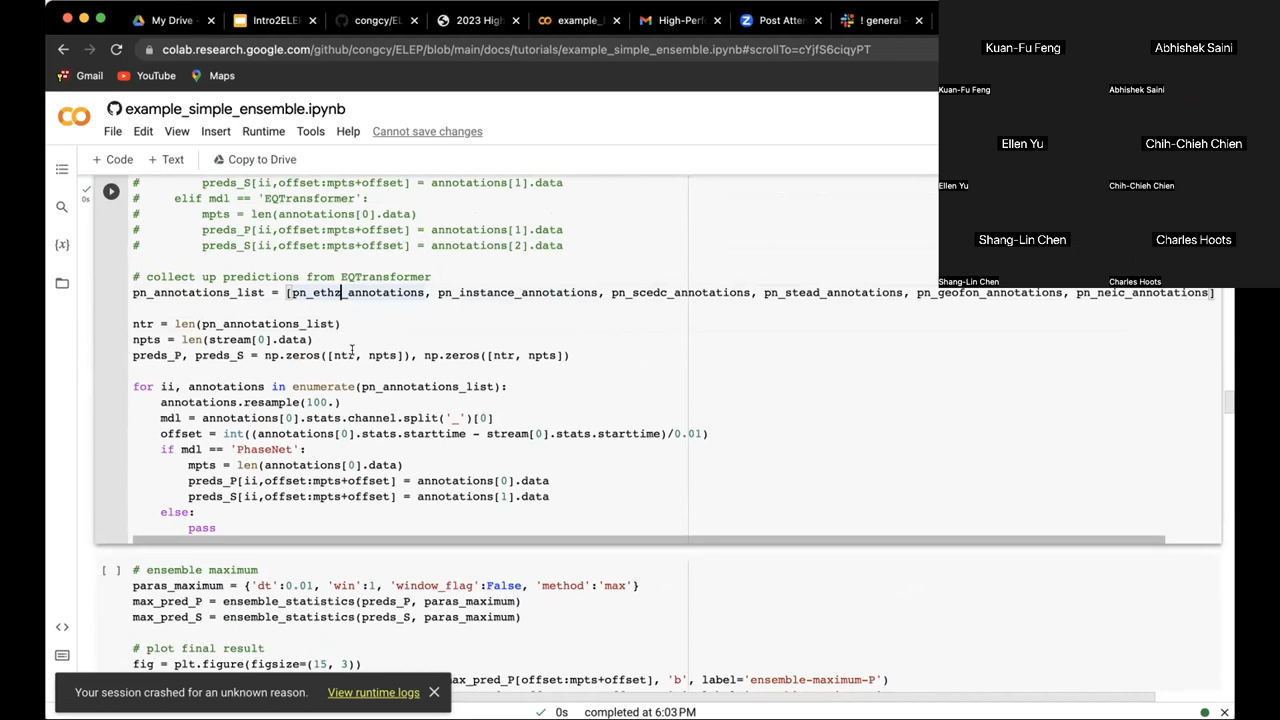 My Drive
Intro2ELEP
congcy/ELE
2023 High
example_
High-Perf
Post Atten
! general
colab.research.google.com/github/congcy/ELEP/blob/main/docs/tutorials/example_simple_ensemble.ipynb#scrollTo=cYjfS6ciqyPT
Gmail
YouTube
Maps
example_simple_ensemble.ipynb
File Edit View Insert Runtime Tools Help Cannot save changes
+ Code + Text Copy to Drive
# preds_S[ii,offset:mpts+offset] = annotations[1].data
# elif mdl == 'EQTransformer':
# mpts = len(annotations[0].data)
# preds_P[ii,offset:mpts+offset] = annotations[1].data
# preds_S[ii,offset:mpts+offset] = annotations[2].data
# collect up predictions from EQTransformer
pn_annotations_list = [pn_ethz_annotations, pn_instance_annotations, pn_scedc_annotations, pn_stead_annotations, pn_geofon_annotations, pn_neic_annotations]
ntr = len(pn_annotations_list)
npts = len(stream[0].data)
preds_P, preds_S = np.zeros([ntr, npts]), np.zeros([ntr, npts])
for ii, annotations in enumerate(pn_annotations_list):
annotations.resample(100.)
mdl = annotations[0].stats.channel.split('_')[0]
offset = int((annotations[0].stats.starttime - stream[0].stats.starttime)/0.01)
if mdl == 'PhaseNet':
mpts = len(annotations[0].data)
preds_P[ii,offset:mpts+offset] = annotations[0].data
preds_S[ii,offset:mpts+offset] = annotations[1].data
else:
pass
0s
[ ] # ensemble maximum
paras_maximum = {'dt':0.01, 'win':1, 'window_flag':False, 'method':'max'}
max_pred_P = ensemble_statistics(preds_P, paras_maximum)
max_pred_S = ensemble_statistics(preds_S, paras_maximum)
# plot final result
fig = plt.figure(figsize=(15, 3))
max_pred_P[offset:mpts+offset], 'b', label='ensemble-maximum-P')
Your session crashed for an unknown reason. View runtime logs
0s completed at 6:03 PM
Kuan-Fu Feng
Abhishek Saini
Kuan-Fu Feng
Abhishek Saini
Ellen Yu
Chih-Chieh Chien
Ellen Yu
Chih-Chieh Chien
Shang-Lin Chen
Charles Hoots
Shang-Lin Chen
Charles Hoots